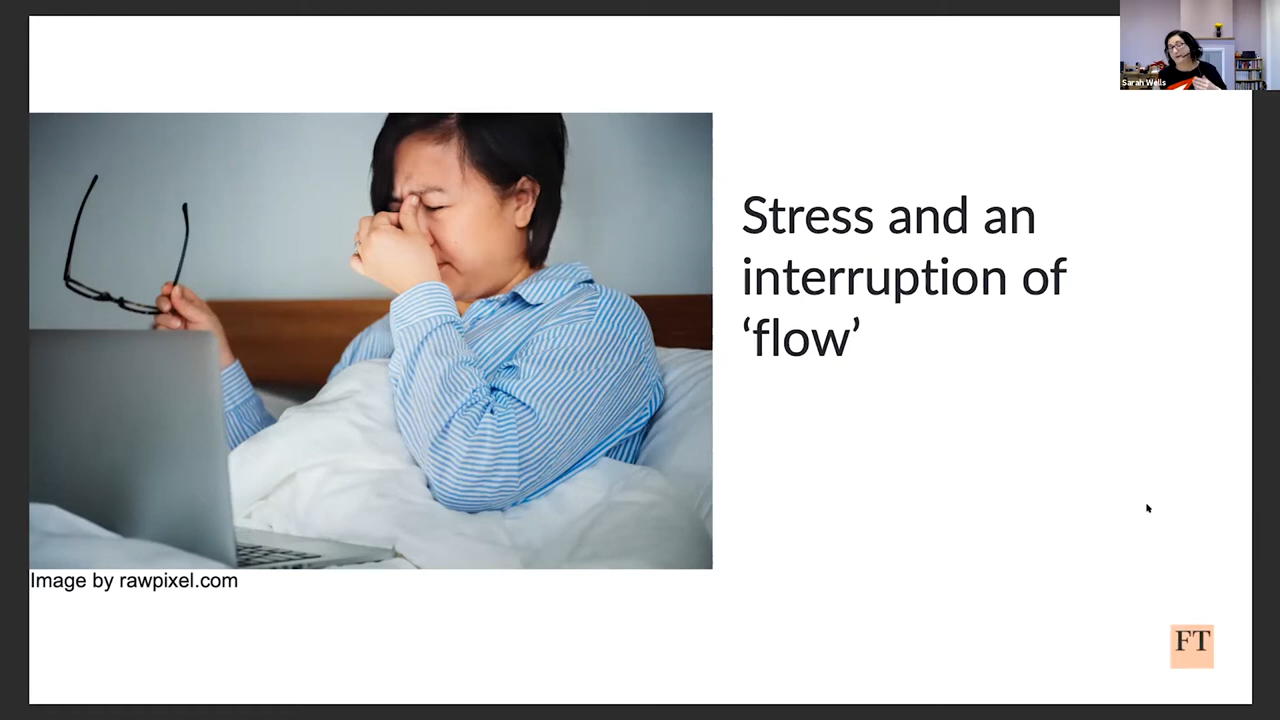 Sarah Wells
Stress and an
interruption of
‘flow’
Image by rawpixel.com
FT